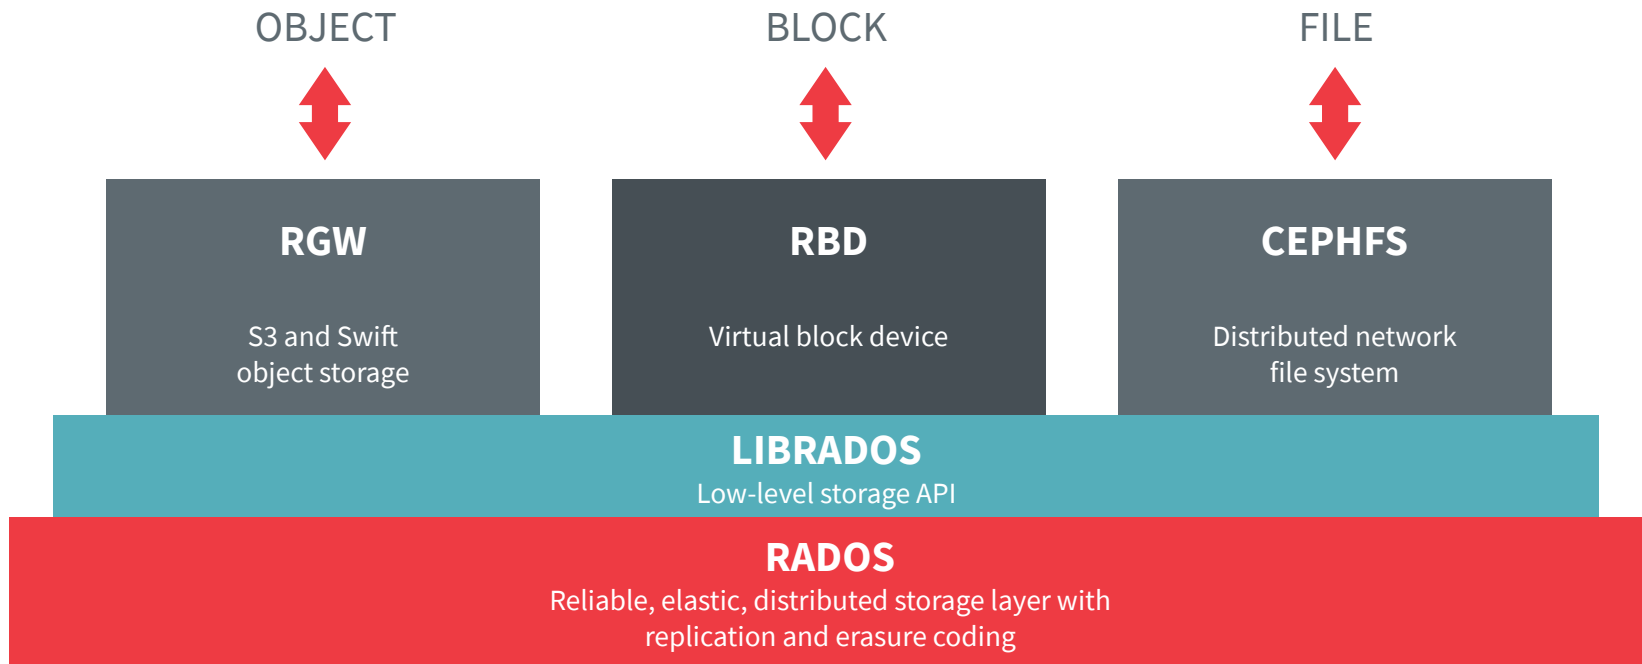 OBJECT
BLOCK
FILE
RGW
S3 and Swift
object storage
RBD
Virtual block device
CEPHFS
Distributed network
file system
LIBRADOS
Low-level storage API
RADOS
Reliable, elastic, distributed storage layer with
replication and erasure coding